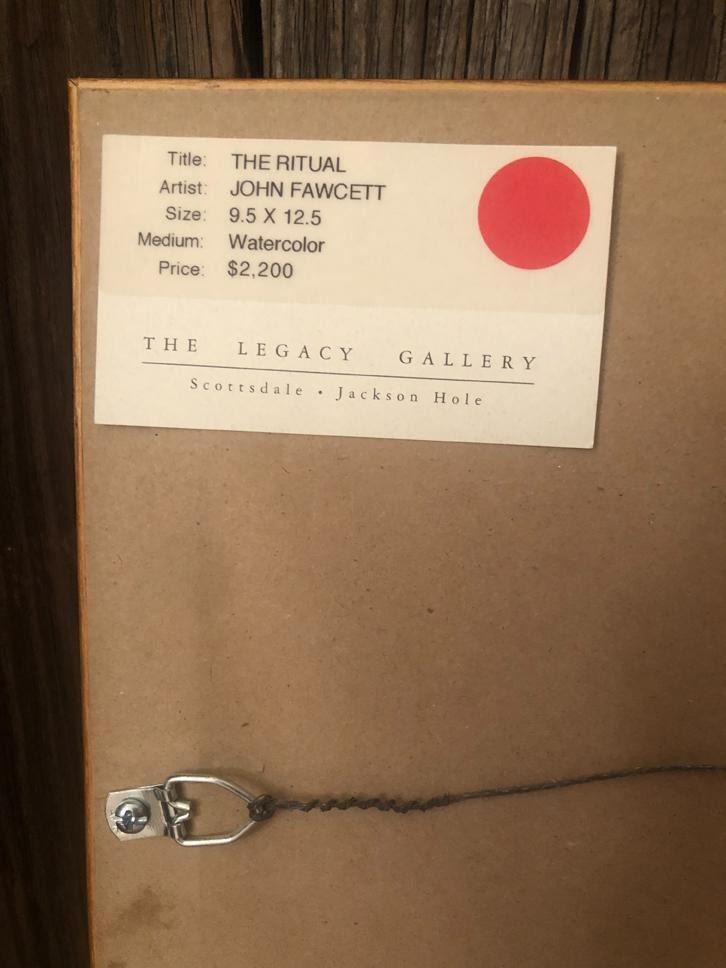 Title: THE RITUAL
Artist: JOHN FAWCETT
Size: 9.5 X 12.5
Medium: Watercolor
Price: $2,200
THE LEGACY GALLERY
Scottsdale • Jackson Hole